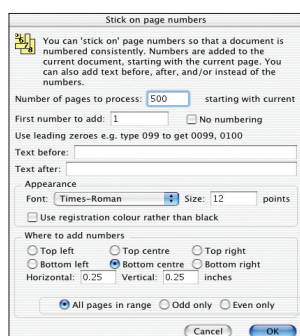 Stick on page numbers
You can 'stick on' page numbers so that a document is
numbered consistently. Numbers are added to the
current document, starting with the current page. You
can also add text before, after, and/or instead of the
numbers.
Number of pages to process: 500 starting with current
First number to add: 1 No numbering
Use leading zeroes e.g. type 099 to get 0099, 0100
Text before:
Text after:
Appearance
Font: Times-Roman Size: 12 points
Use registration colour rather than black
Where to add numbers
Top left Top centre Top right
Bottom left Bottom centre Bottom right
Horizontal: 0.25 Vertical: 0.25 inches
All pages in range Odd only Even only
Cancel OK